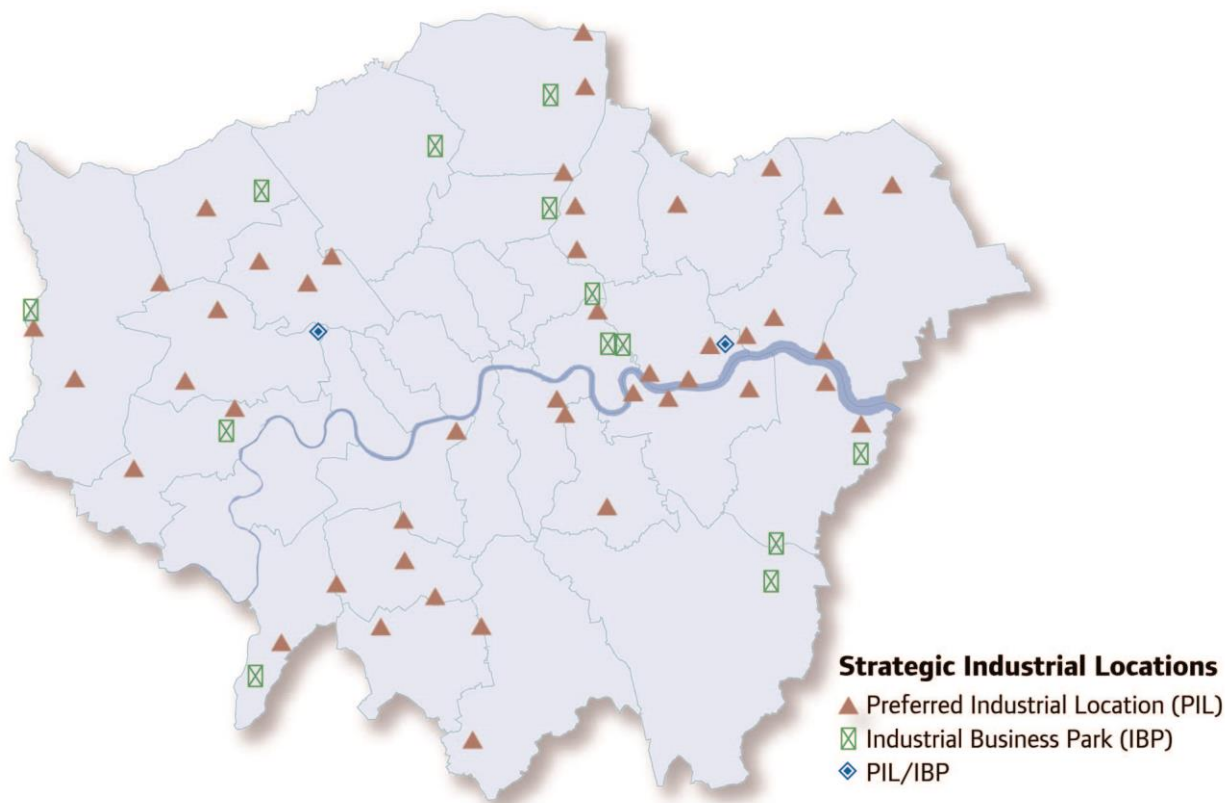 Strategic Industrial Locations
Preferred Industrial Location (PIL)
Industrial Business Park (IBP)
PIL/IBP